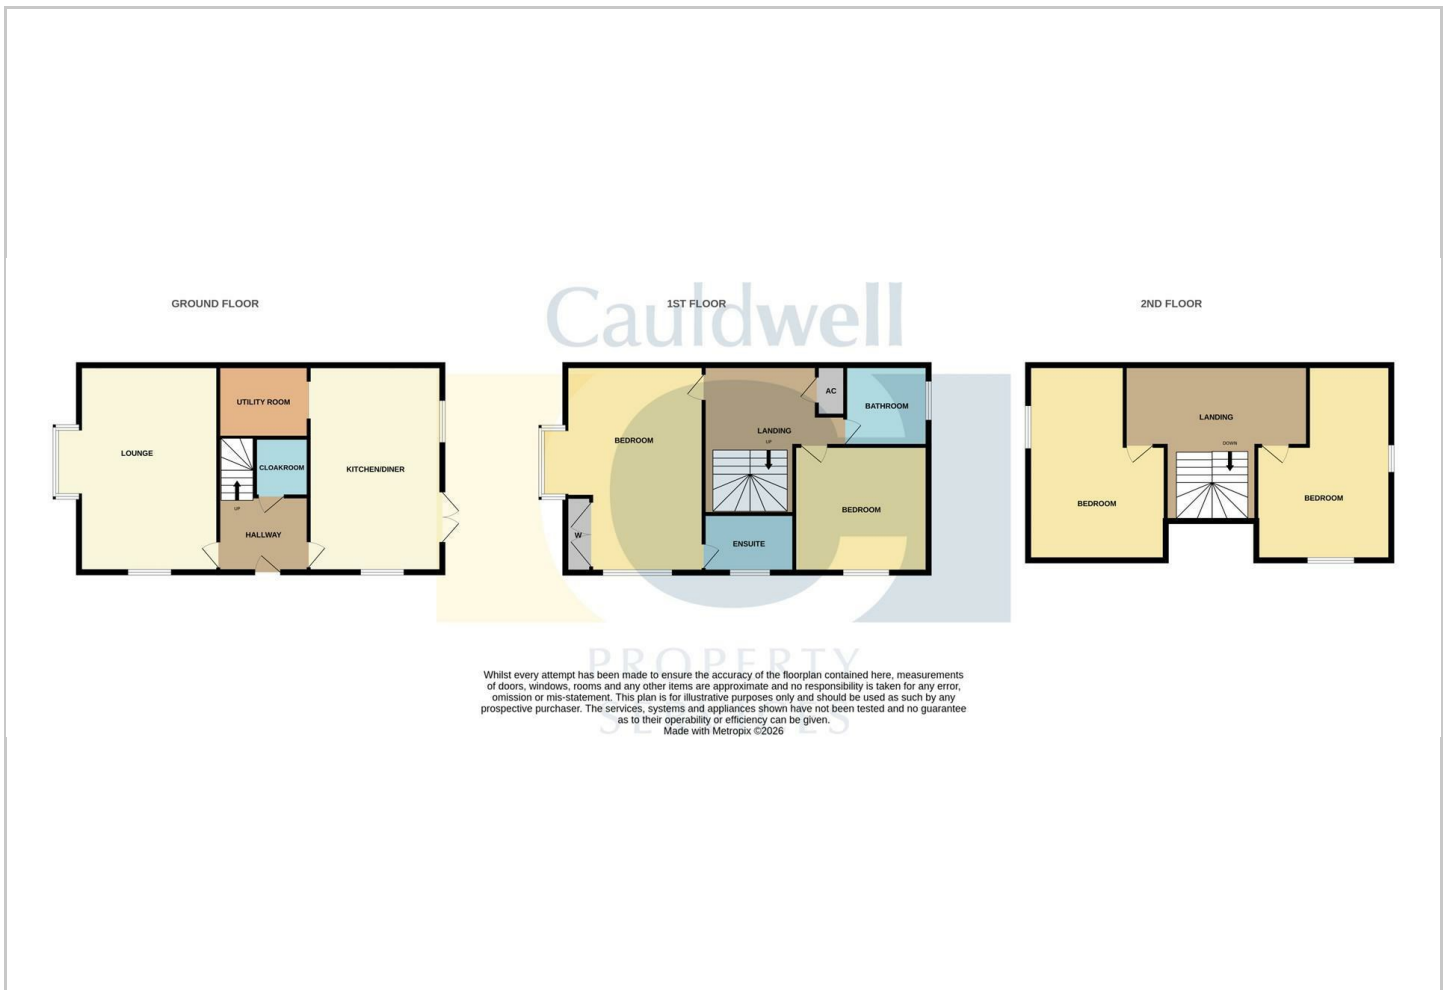 GROUND FLOOR
LOUNGE
UTILITY ROOM
CLOAKROOM
KITCHEN/DINER
UP
HALLWAY
1ST FLOOR
AC
BATHROOM
LANDING
UP
BEDROOM
BEDROOM
W
ENSUITE
2ND FLOOR
LANDING
DOWN
BEDROOM
BEDROOM
Cauldwell
PROPERTY
SERVICES
Whilst every attempt has been made to ensure the accuracy of the floorplan contained here, measurements
of doors, windows, rooms and any other items are approximate and no responsibility is taken for any error,
omission or mis-statement. This plan is for illustrative purposes only and should be used as such by any
prospective purchaser. The services, systems and appliances shown have not been tested and no guarantee
as to their operability or efficiency can be given.
Made with Metropix ©2026